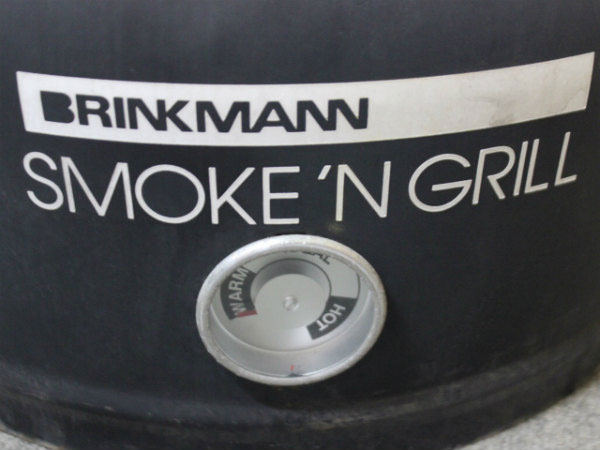 BRINKMANN
SMOKE 'N GRILL
WARM
HOT